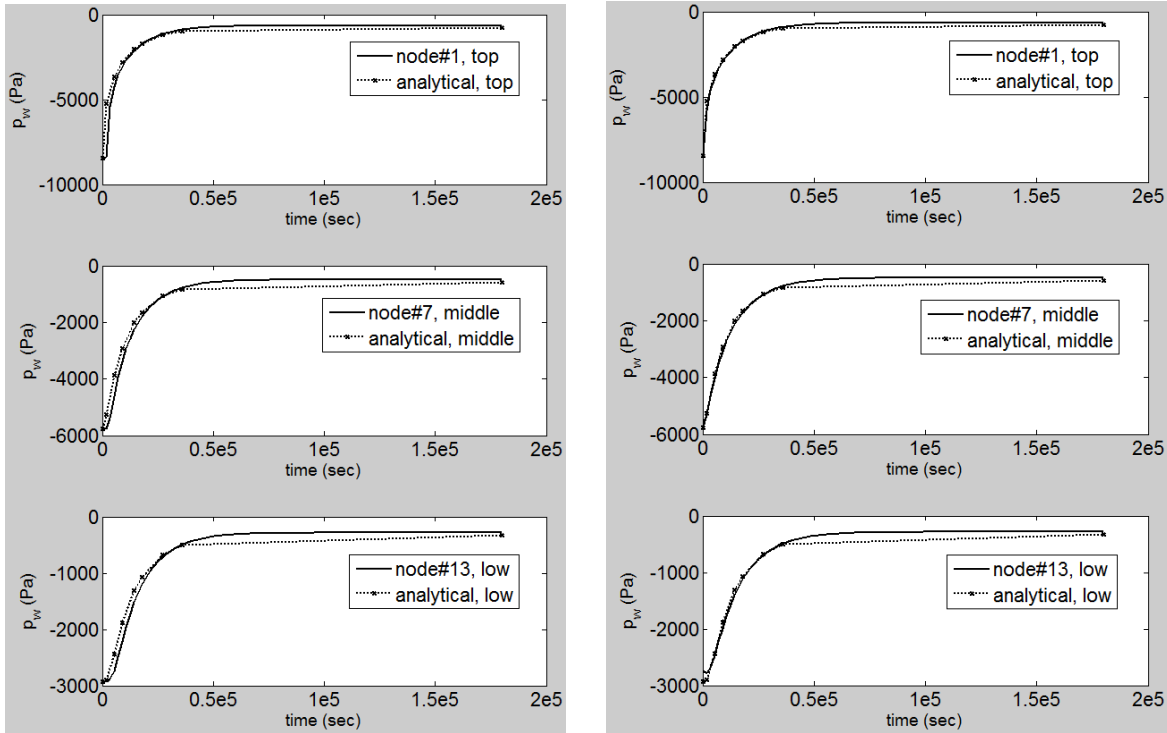 0
-5000
-10000
p_w (Pa)
node#1, top
analytical, top
0 0.5e5 1e5 1.5e5 2e5
time (sec)
0
-2000
-4000
-6000
p_w (Pa)
node#7, middle
analytical, middle
0 0.5e5 1e5 1.5e5 2e5
time (sec)
0
-1000
-2000
-3000
p_w (Pa)
node#13, low
analytical, low
0 0.5e5 1e5 1.5e5 2e5
time (sec)
0
-5000
-10000
p_w (Pa)
node#1, top
analytical, top
0 0.5e5 1e5 1.5e5 2e5
time (sec)
0
-2000
-4000
-6000
p_w (Pa)
node#7, middle
analytical, middle
0 0.5e5 1e5 1.5e5 2e5
time (sec)
0
-1000
-2000
-3000
p_w (Pa)
node#13, low
analytical, low
0 0.5e5 1e5 1.5e5 2e5
time (sec)